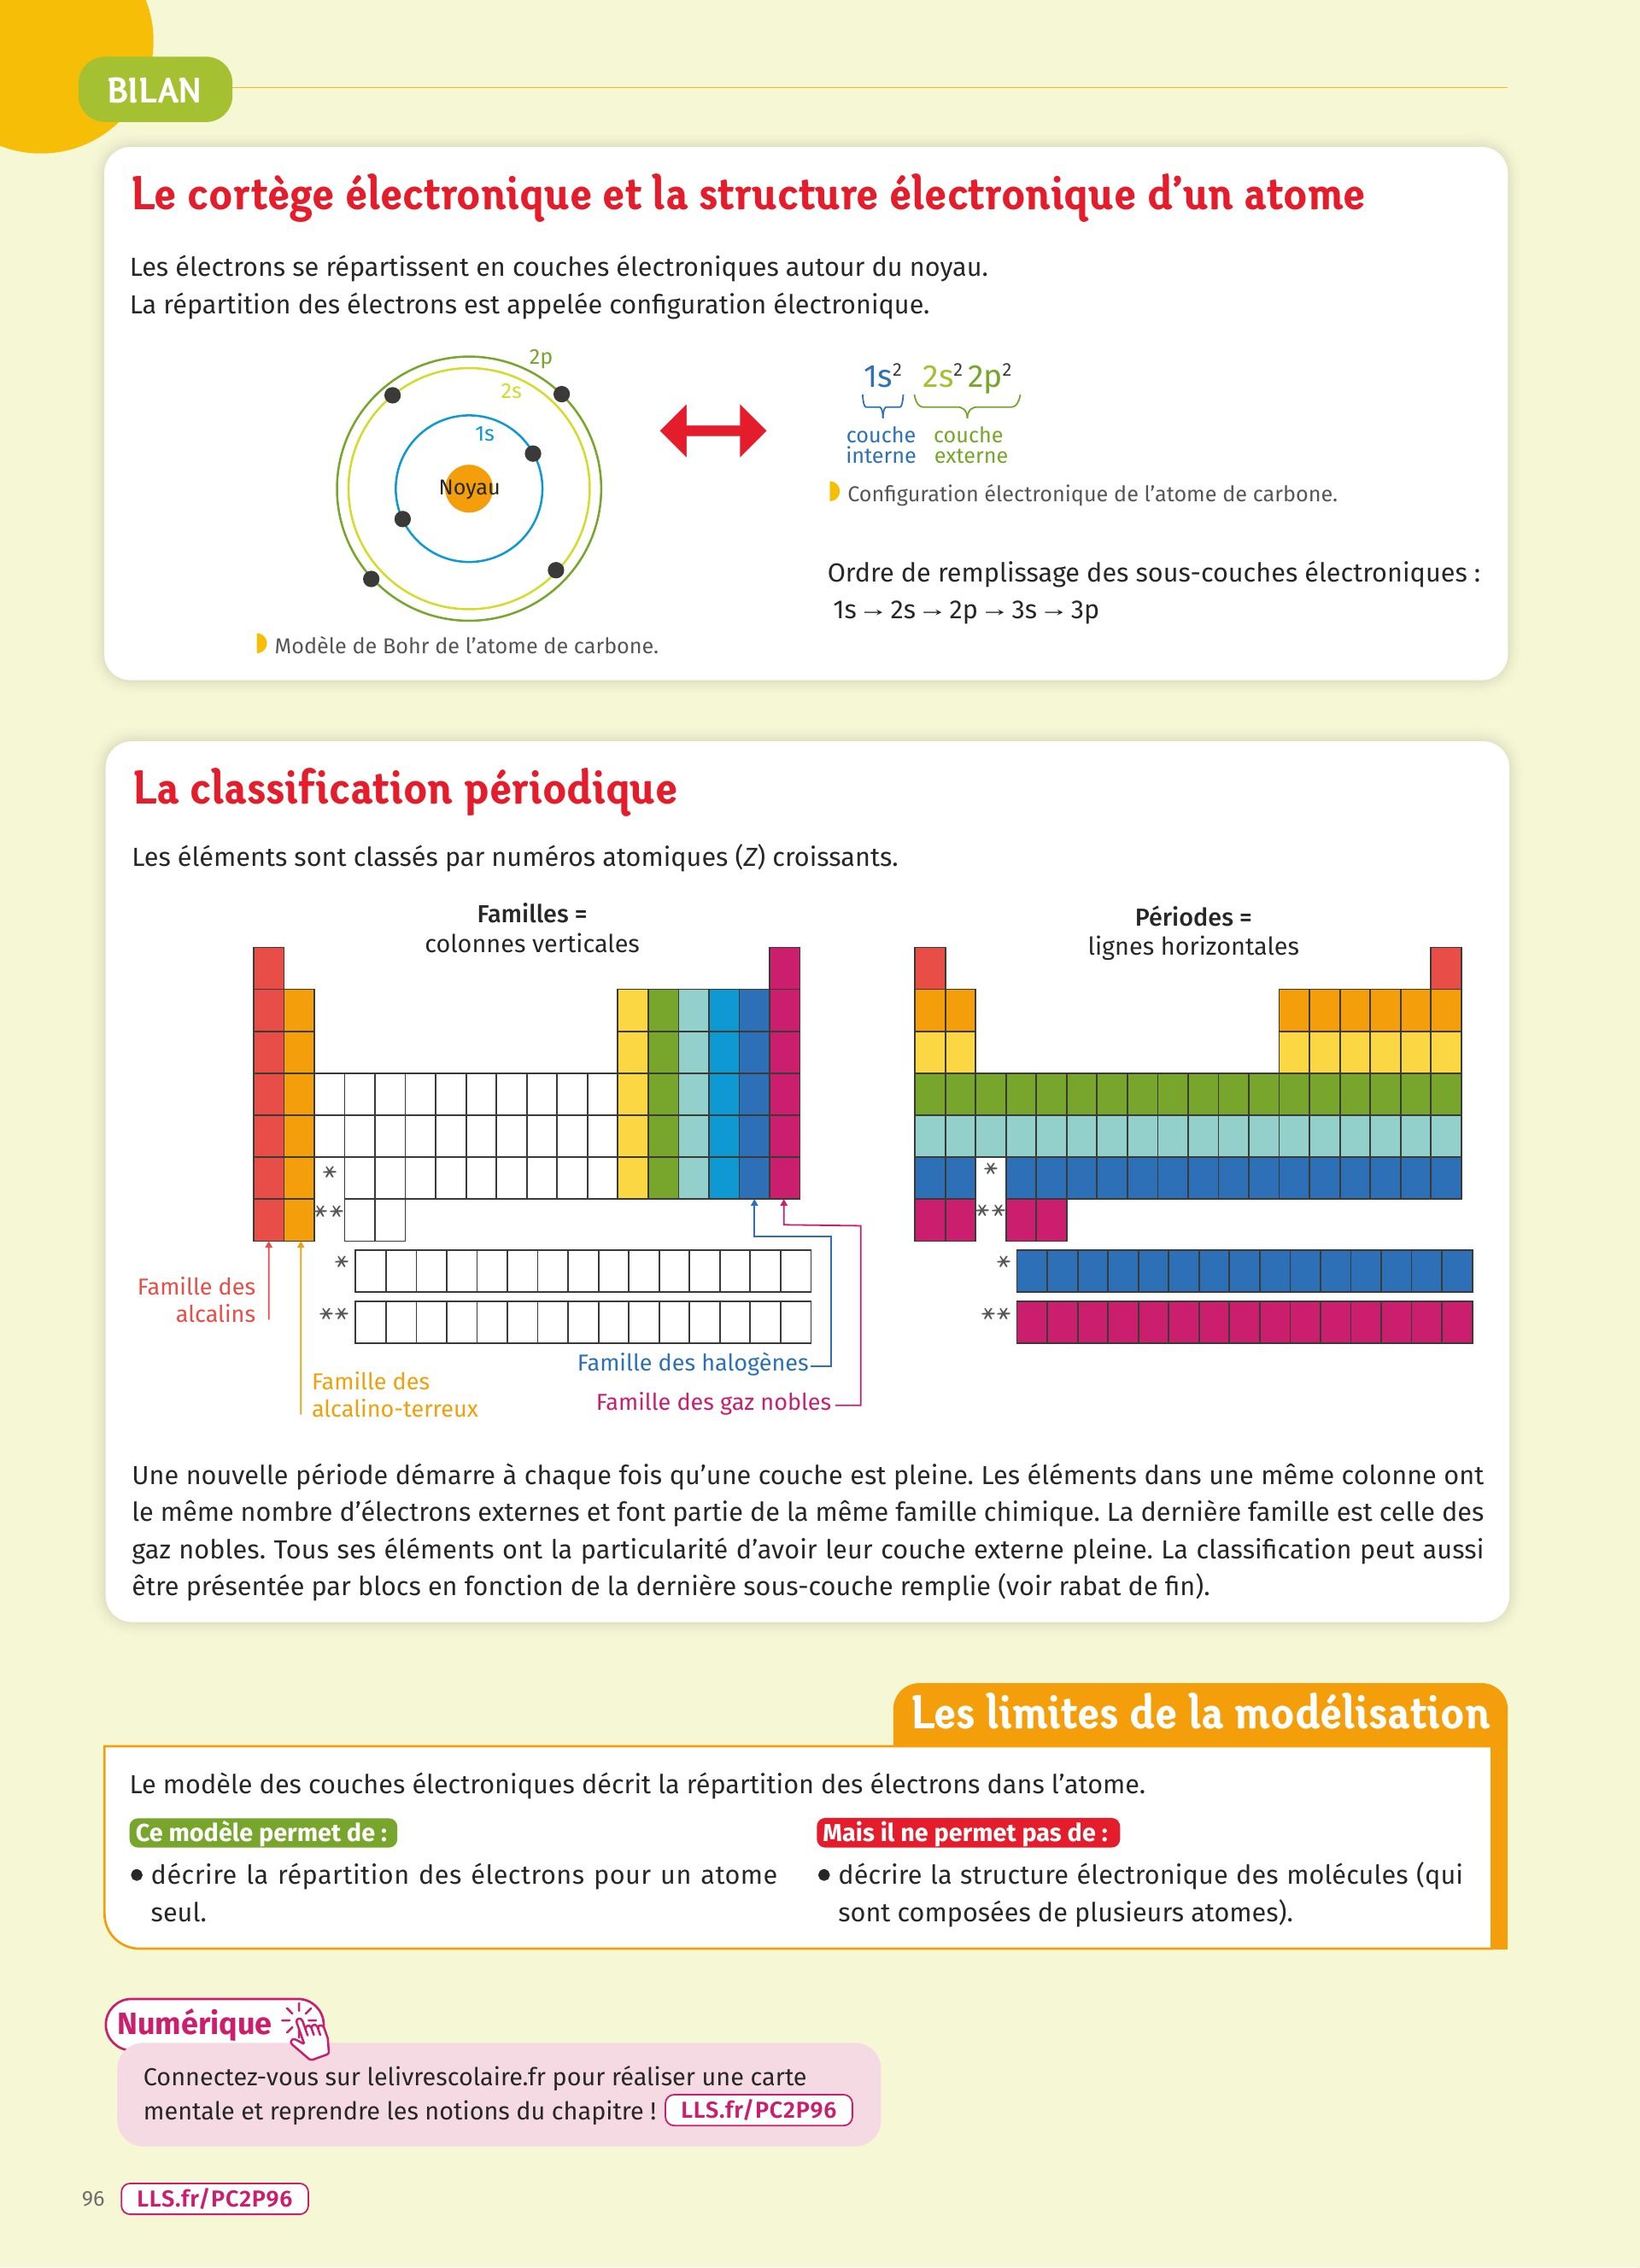 BILAN
Le cortège électronique et la structure électronique d’un atome
Les électrons se répartissent en couches électroniques autour du noyau.
La répartition des électrons est appelée configuration électronique.
2p
2s
1s
Noyau
Modèle de Bohr de l’atome de carbone.
1s² 2s² 2p²
couche couche
interne externe
Configuration électronique de l’atome de carbone.
Ordre de remplissage des sous-couches électroniques :
1s → 2s → 2p → 3s → 3p
La classification périodique
Les éléments sont classés par numéros atomiques (Z) croissants.
Familles =
colonnes verticales
*
**
*
**
Famille des
alcalins
Famille des
alcalino-terreux
Famille des halogènes
Famille des gaz nobles
Périodes =
lignes horizontales
*
**
*
**
Une nouvelle période démarre à chaque fois qu’une couche est pleine. Les éléments dans une même colonne ont
le même nombre d’électrons externes et font partie de la même famille chimique. La dernière famille est celle des
gaz nobles. Tous ses éléments ont la particularité d’avoir leur couche externe pleine. La classification peut aussi
être présentée par blocs en fonction de la dernière sous-couche remplie (voir rabat de fin).
Les limites de la modélisation
Le modèle des couches électroniques décrit la répartition des électrons dans l’atome.
Ce modèle permet de :
• décrire la répartition des électrons pour un atome
seul.
Mais il ne permet pas de :
• décrire la structure électronique des molécules (qui
sont composées de plusieurs atomes).
Numérique
Connectez-vous sur lelivrescolaire.fr pour réaliser une carte
mentale et reprendre les notions du chapitre ! LLS.fr/PC2P96
96 LLS.fr/PC2P96